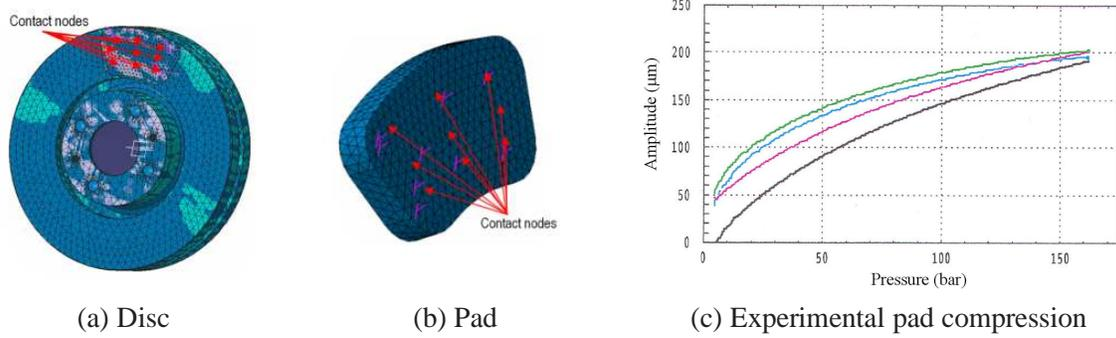 Contact nodes
(a) Disc
Contact nodes
(b) Pad
250
200
150
100
50
0
Amplitude (μm)
0 50 100 150
Pressure (bar)
(c) Experimental pad compression